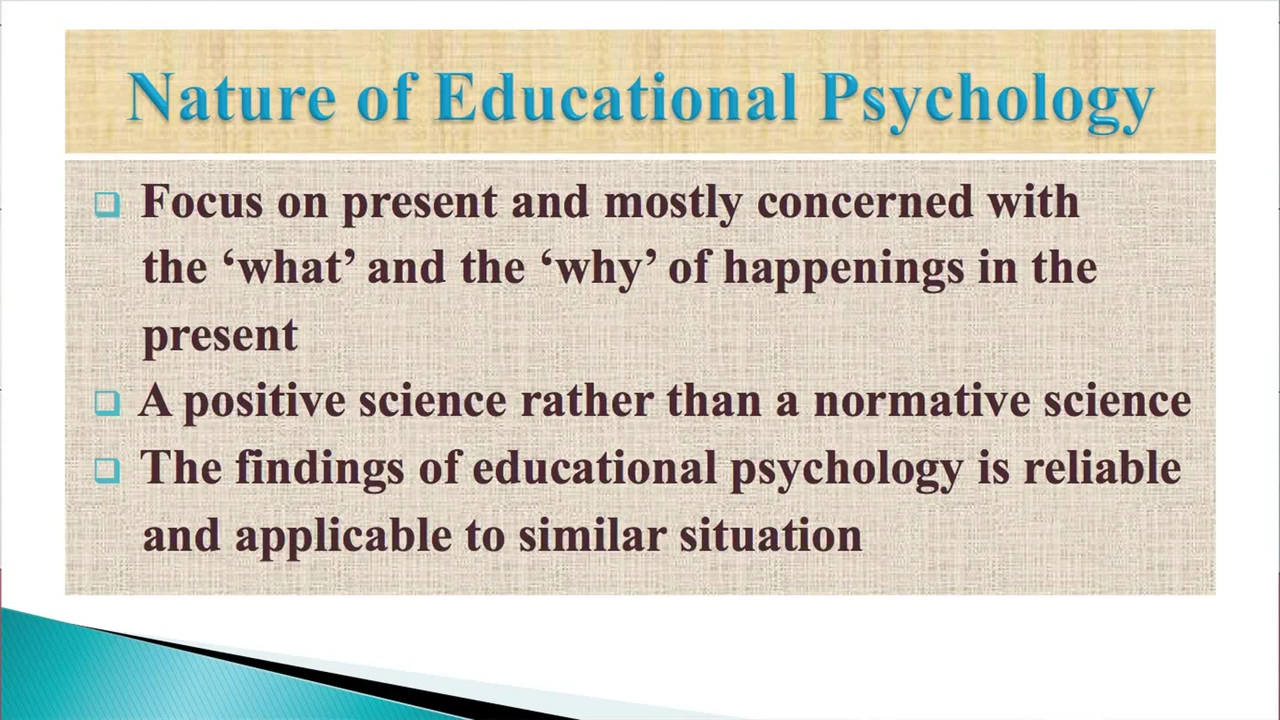 Nature of Educational Psychology
❑ Focus on present and mostly concerned with
the ‘what’ and the ‘why’ of happenings in the
present
❑ A positive science rather than a normative science
❑ The findings of educational psychology is reliable
and applicable to similar situation